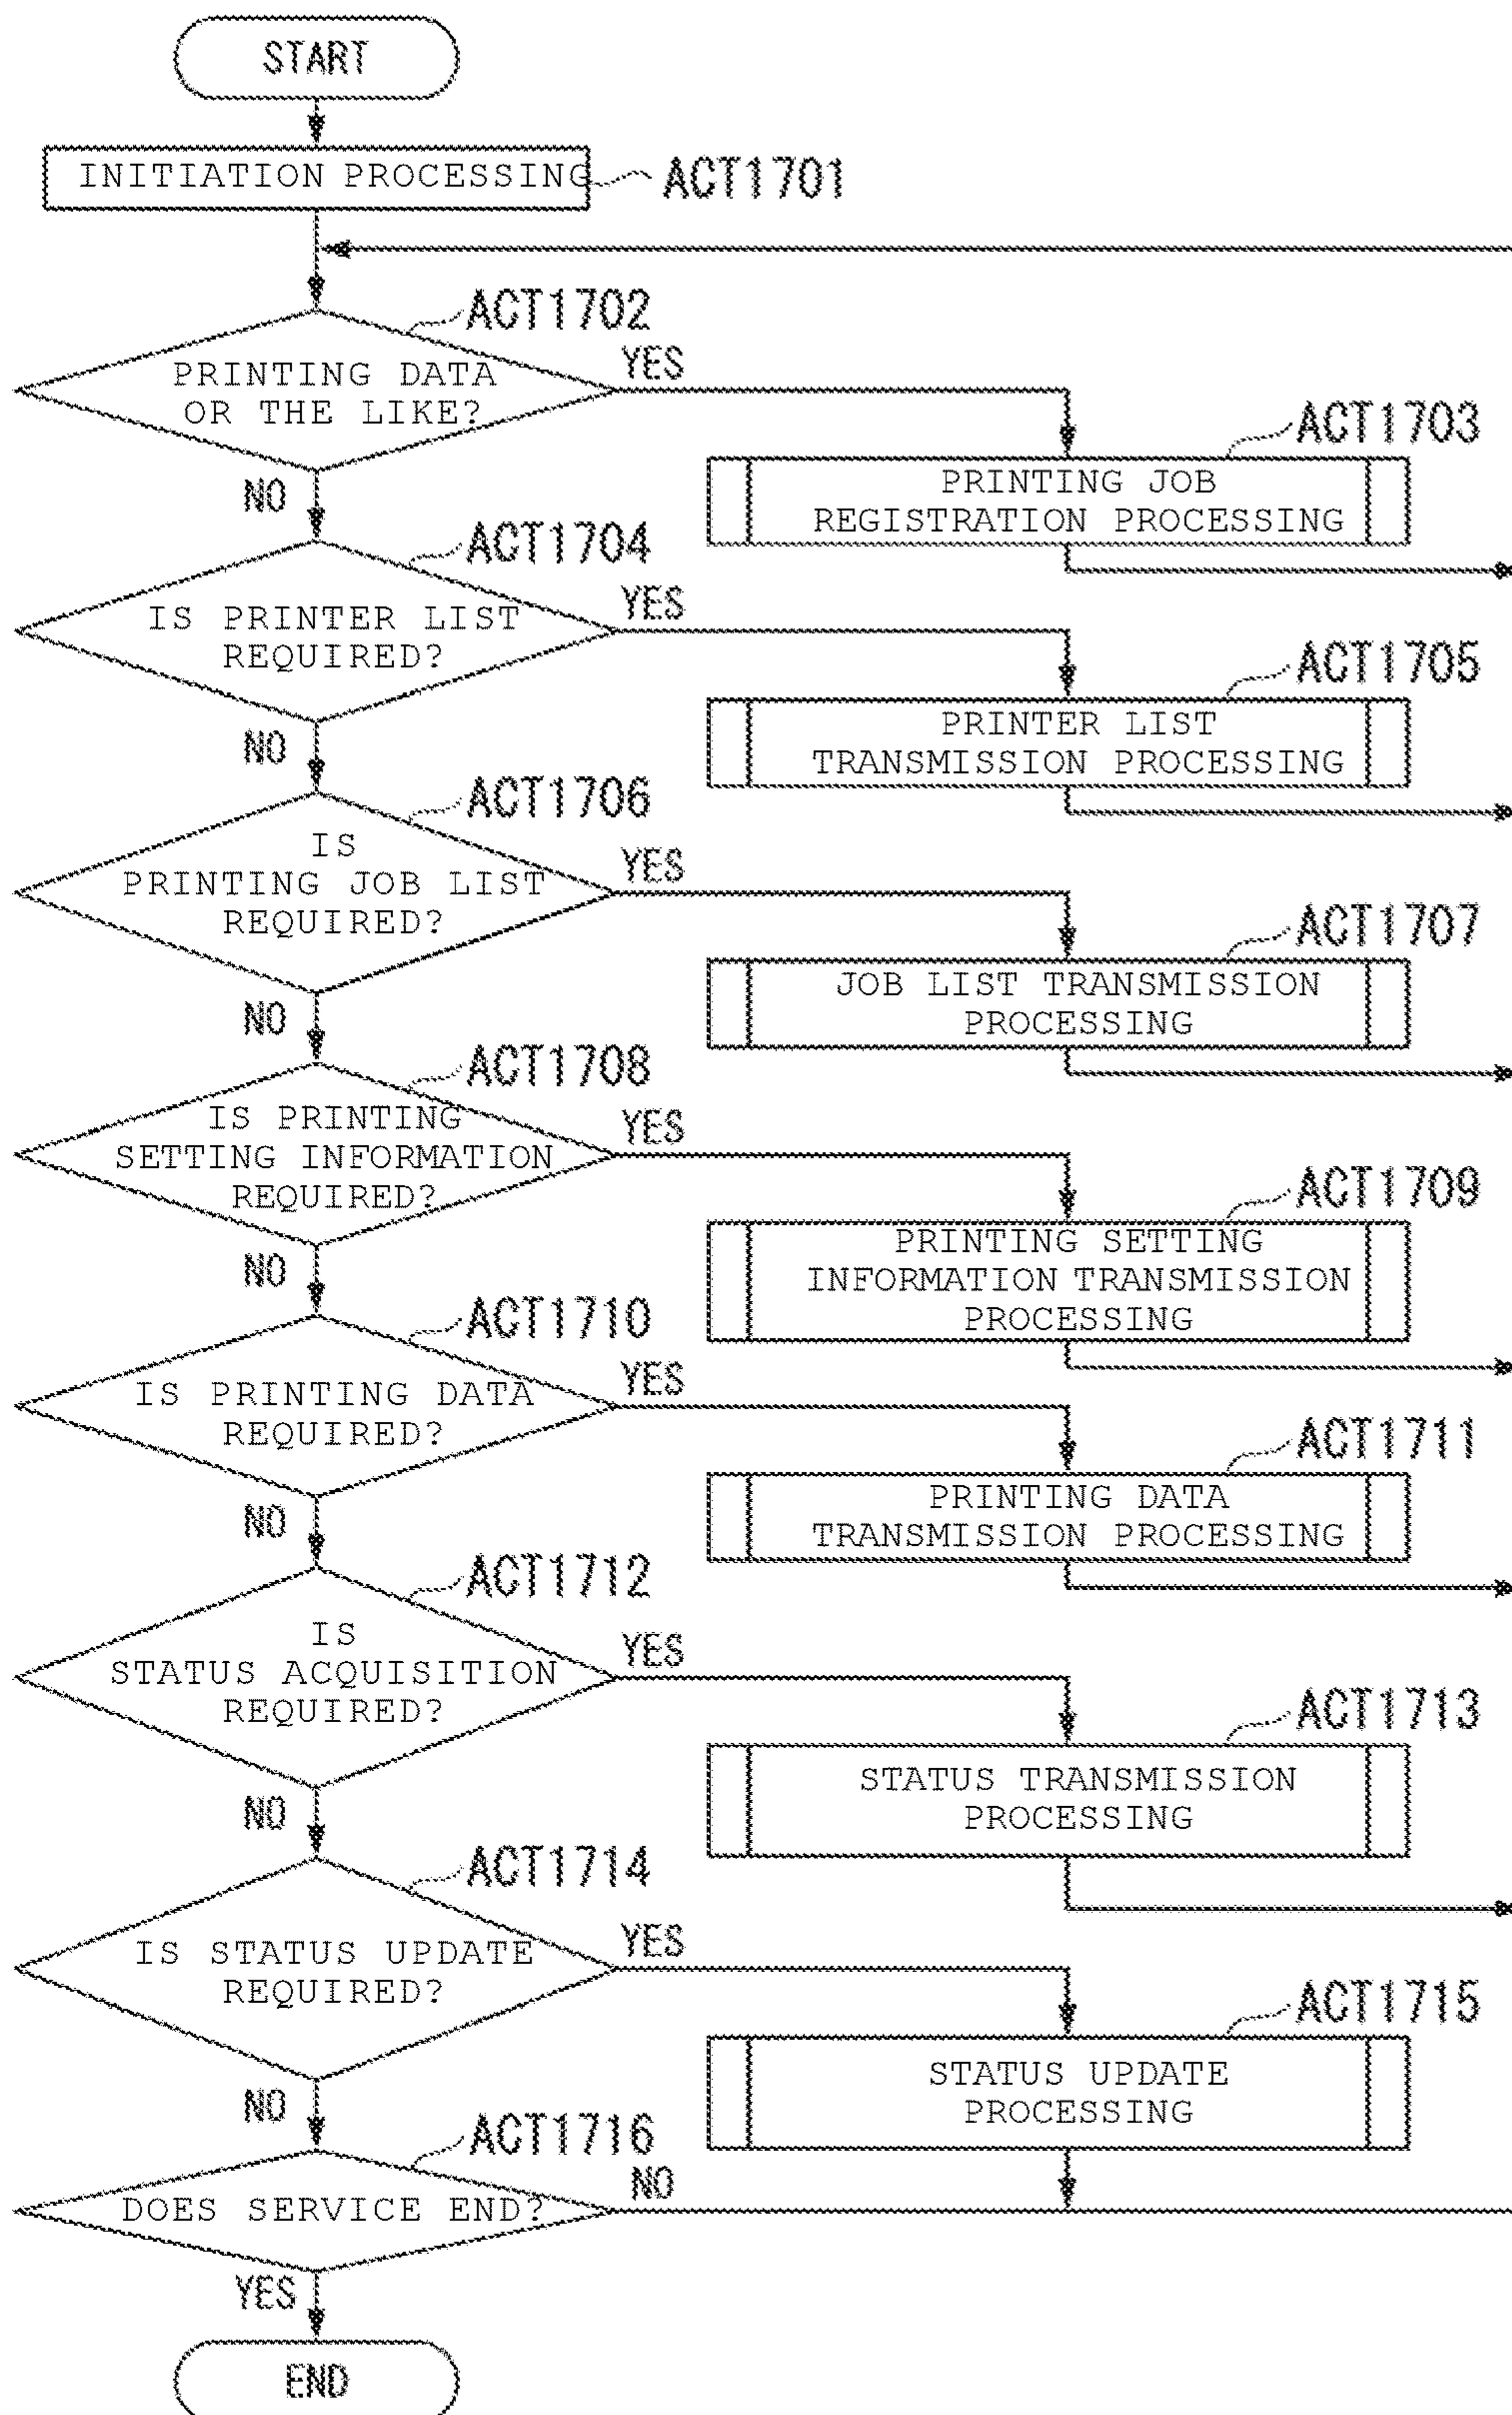 START
INITIATION PROCESSING
ACT1701
ACT1702
PRINTING DATA
OR THE LIKE?
YES
NO
ACT1703
PRINTING JOB
REGISTRATION PROCESSING
ACT1704
IS PRINTER LIST
REQUIRED?
YES
NO
ACT1705
PRINTER LIST
TRANSMISSION PROCESSING
ACT1706
IS
PRINTING JOB LIST
REQUIRED?
YES
NO
ACT1707
JOB LIST TRANSMISSION
PROCESSING
ACT1708
IS PRINTING
SETTING INFORMATION
REQUIRED?
YES
NO
ACT1709
PRINTING SETTING
INFORMATION TRANSMISSION
PROCESSING
ACT1710
IS PRINTING DATA
REQUIRED?
YES
NO
ACT1711
PRINTING DATA
TRANSMISSION PROCESSING
ACT1712
IS
STATUS ACQUISITION
REQUIRED?
YES
NO
ACT1713
STATUS TRANSMISSION
PROCESSING
ACT1714
IS STATUS UPDATE
REQUIRED?
YES
NO
ACT1715
STATUS UPDATE
PROCESSING
ACT1716
DOES SERVICE END?
NO
YES
END